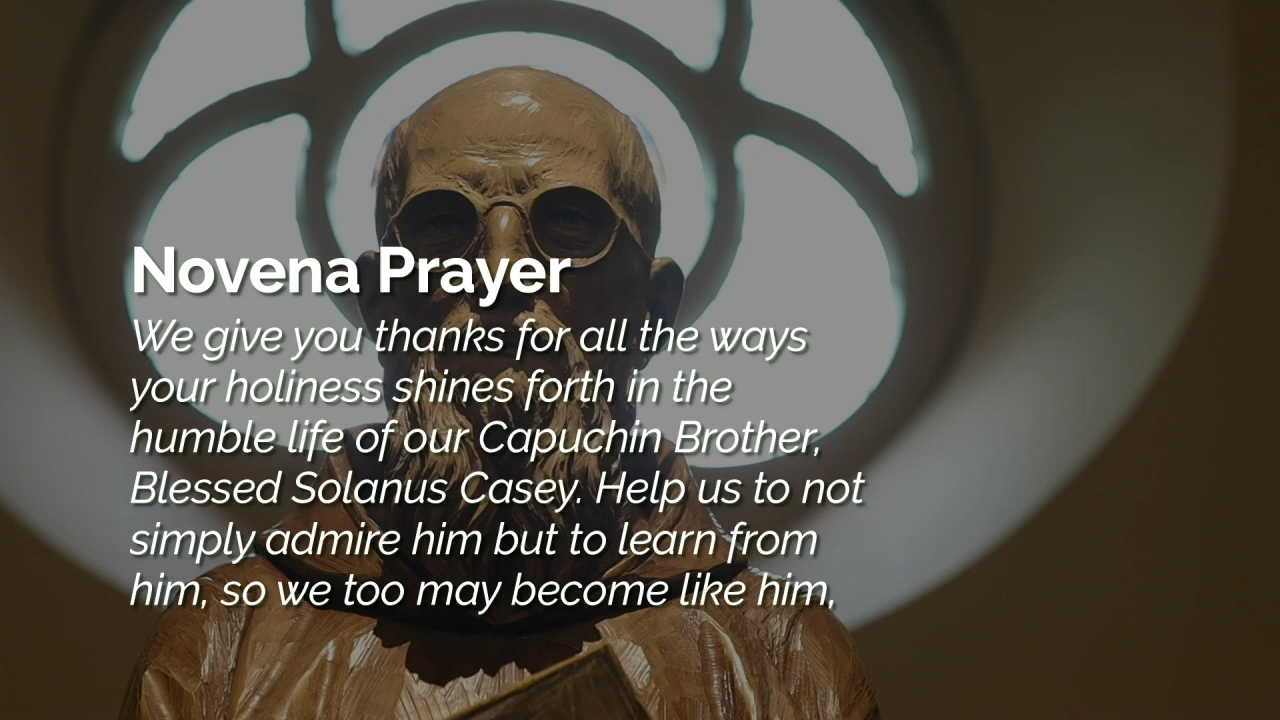 Novena Prayer
We give you thanks for all the ways
your holiness shines forth in the
humble life of our Capuchin Brother,
Blessed Solanus Casey. Help us to not
simply admire him but to learn from
him, so we too may become like him,